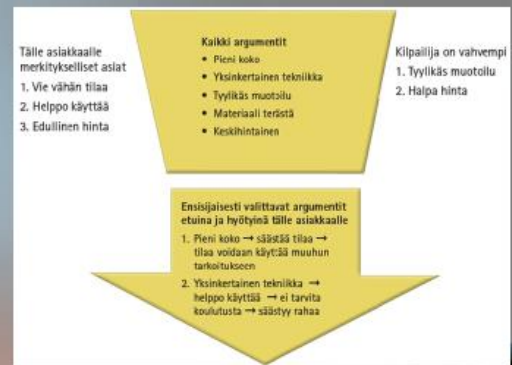 Tälle asiakkaalle
merkitykselliset asiat
1. Vie vähän tilaa
2. Helppo käyttää
3. Edullinen hinta
Kaikki argumentit
• Pieni koko
• Yksinkertainen tekniikka
• Tyylikäs muotoilu
• Materiaali terästä
• Keskihintainen
Kilpailija on vahvempi
1. Tyylikäs muotoilu
2. Halpa hinta
Ensisijaisesti valittavat argumentit
etuina ja hyötyinä tälle asiakkaalle
1. Pieni koko → säästää tilaa →
tilaa voidaan käyttää muuhun
tarkoitukseen
2. Yksinkertainen tekniikka →
helppo käyttää → ei tarvita
koulutusta → säästyy rahaa